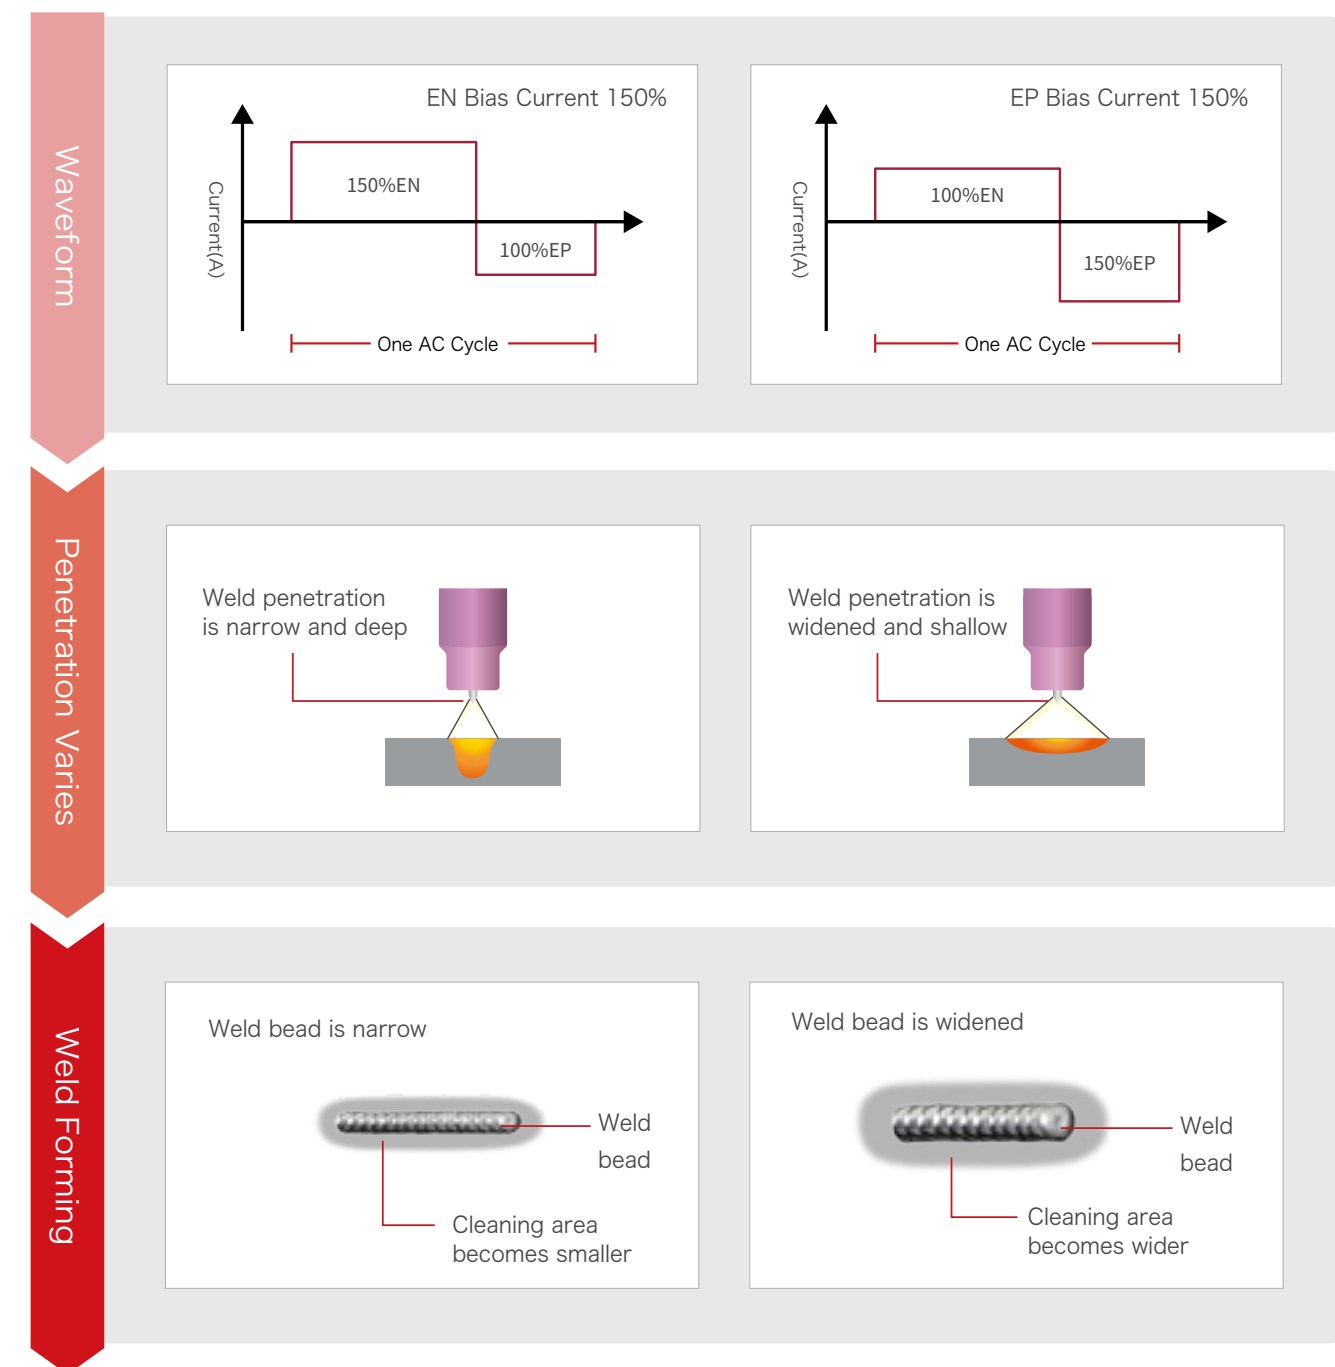 Waveform
EN Bias Current 150%
Current(A)
150%EN
100%EP
One AC Cycle
EP Bias Current 150%
Current(A)
100%EN
150%EP
One AC Cycle
Penetration Varies
Weld penetration
is narrow and deep
Weld penetration is
widened and shallow
Weld Forming
Weld bead is narrow
Weld
bead
Cleaning area
becomes smaller
Weld bead is widened
Weld
bead
Cleaning area
becomes wider